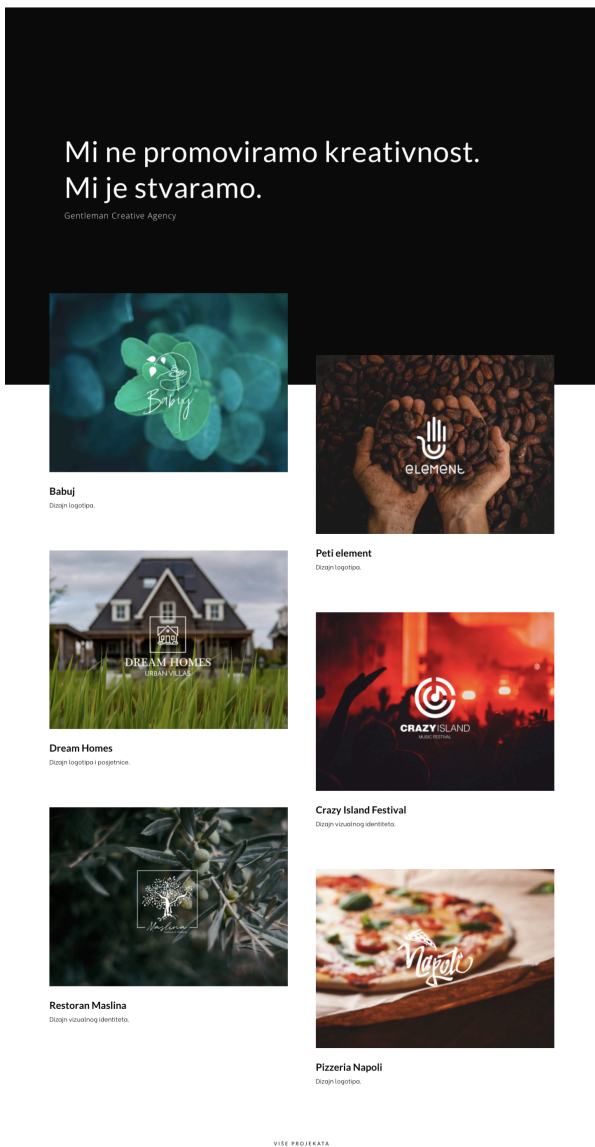 Mi ne promoviramo kreativnost.
Mi je stvaramo.
Gentleman Creative Agency
Babuj
Babuj
Dizajn logotipa.
eLeMeNt
Peti element
Dizajn logotipa.
DREAM HOMES
URBAN VILLAS
Dream Homes
Dizajn logotipa i posjetnice.
CRAZY ISLAND
MUSIC FESTIVAL
Crazy Island Festival
Dizajn vizualnog identiteta.
Maslina
Restoran Maslina
Dizajn vizualnog identiteta.
Napoli
Pizzeria Napoli
Dizajn logotipa.
VIŠE PROJEKATA